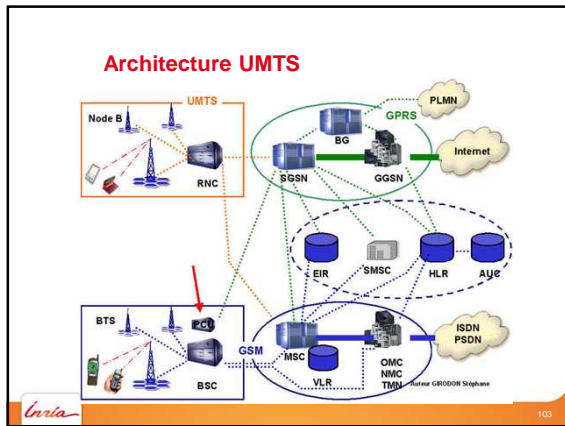 Architecture UMTS
UMTS
Node B
RNC
PLMN
GPRS
BG
SGSN
GGSN
Internet
EIR
SMSC
HLR
AUC
BTS
PCU
GSM
BSC
MSC
VLR
OMC
NMC
TMN
Auteur GIRODON Stéphane
ISDN
PSDN
Inria
103